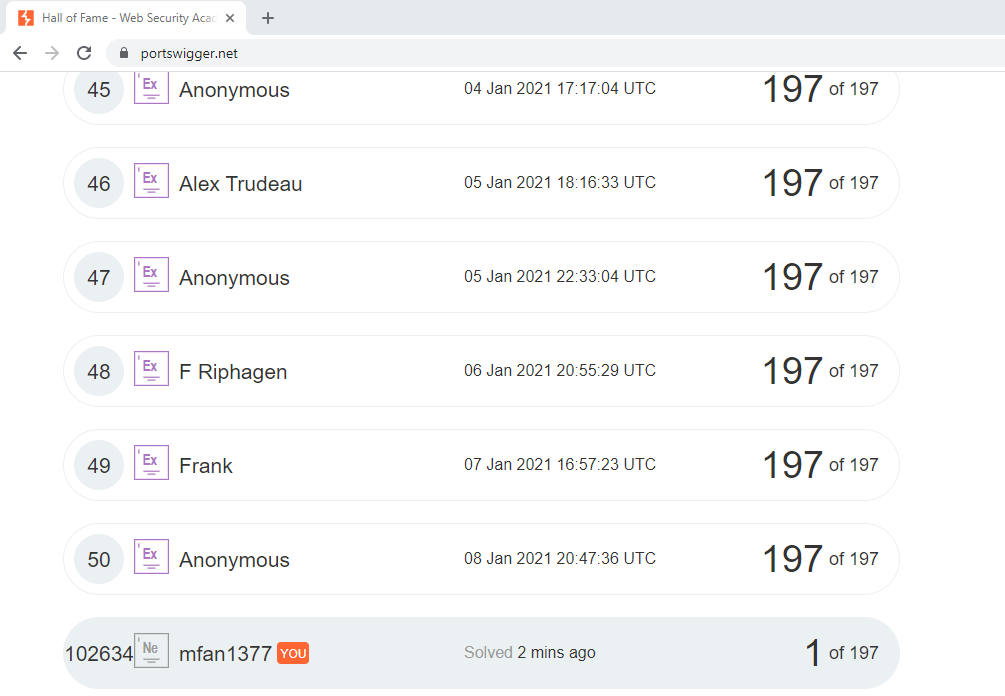 Hall of Fame - Web Security Aca
portswigger.net
45 Ex Anonymous 04 Jan 2021 17:17:04 UTC 197 of 197
46 Ex Alex Trudeau 05 Jan 2021 18:16:33 UTC 197 of 197
47 Ex Anonymous 05 Jan 2021 22:33:04 UTC 197 of 197
48 Ex F Riphagen 06 Jan 2021 20:55:29 UTC 197 of 197
49 Ex Frank 07 Jan 2021 16:57:23 UTC 197 of 197
50 Ex Anonymous 08 Jan 2021 20:47:36 UTC 197 of 197
102634 Ne mfan1377 YOU Solved 2 mins ago 1 of 197